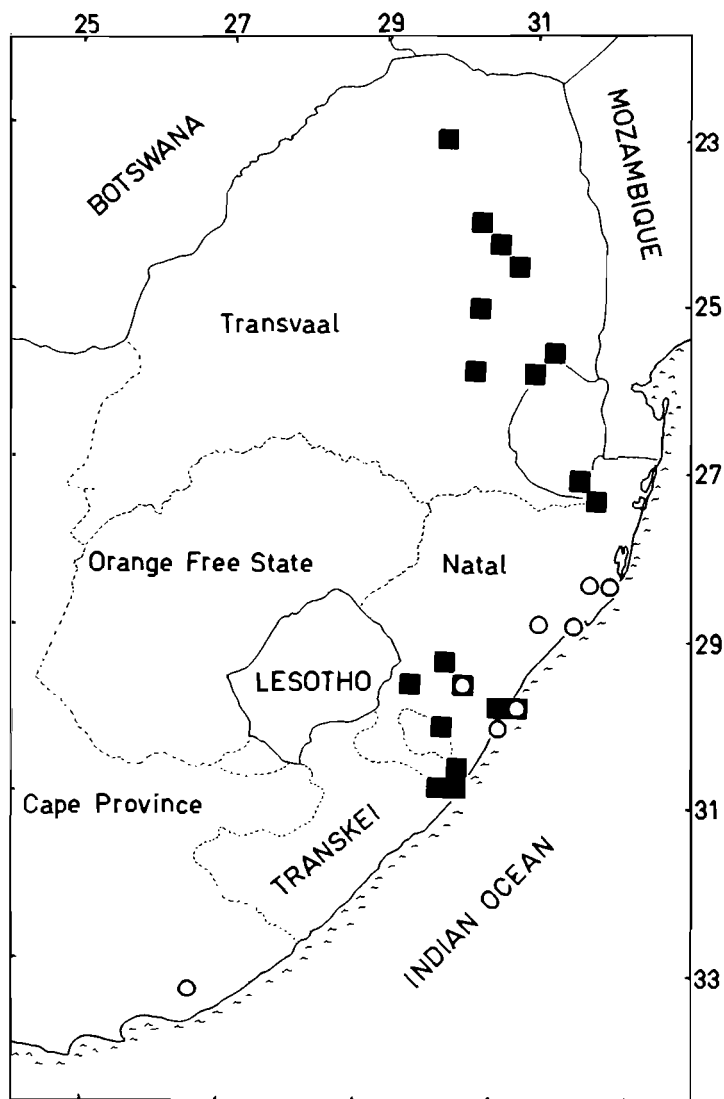 25 27 29 31
BOTSWANA
MOZAMBIQUE
23
25
Transvaal
27
Orange Free State
Natal
29
LESOTHO
Cape Province
31
TRANSKEI
INDIAN OCEAN
33